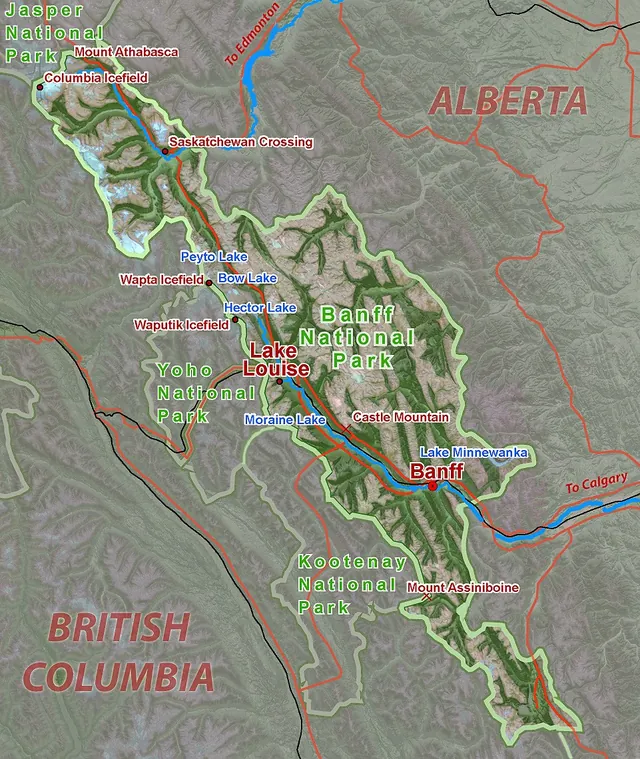 Jasper
National
Park
Mount Athabasca
Columbia Icefield
To Edmonton
ALBERTA
Saskatchewan Crossing
Peyto Lake
Wapta Icefield
Bow Lake
Hector Lake
Waputik Icefield
Banff
National
Park
Lake
Louise
Yoho
National
Park
Moraine Lake
Castle Mountain
Lake Minnewanka
Banff
To Calgary
Kootenay
National
Park
Mount Assiniboine
BRITISH
COLUMBIA